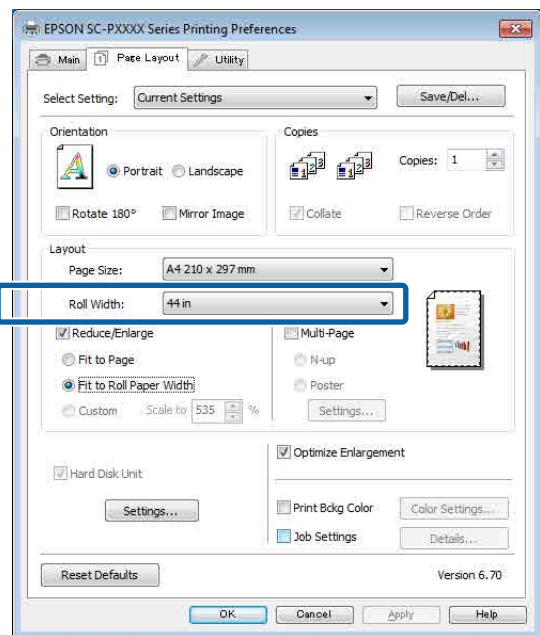 EPSON SC-PXXXX Series Printing Preferences
Main Page Layout Utility
Select Setting: Current Settings Save/Del...
Orientation Copies
Portrait Landscape Copies: 1
Rotate 180° Mirror Image Collate Reverse Order
Layout
Page Size: A4 210 x 297 mm
Roll Width: 44 in
Reduce/Enlarge Multi-Page
Fit to Page N-up
Fit to Roll Paper Width Poster
Custom Scale to 535 % Settings...
Optimize Enlargement
Hard Disk Unit
Settings... Print Bckg Color Color Settings...
Job Settings Details...
Reset Defaults Version 6.70
OK Cancel Apply Help